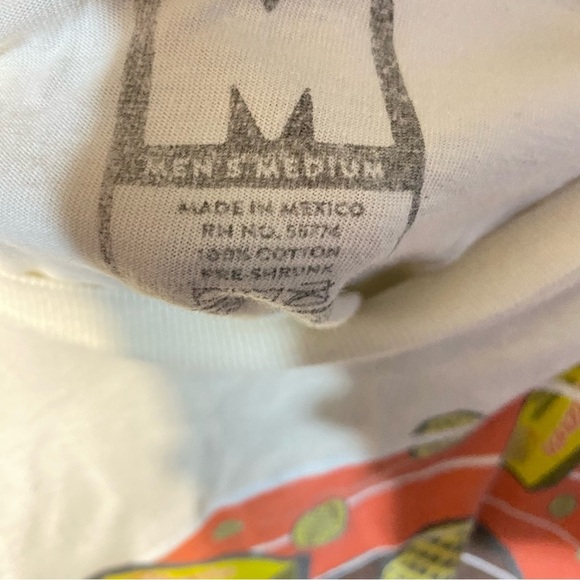 M
MEN'S MEDIUM
MADE IN MEXICO
RN NO. 58774
100% COTTON
PRE-SHRUNK